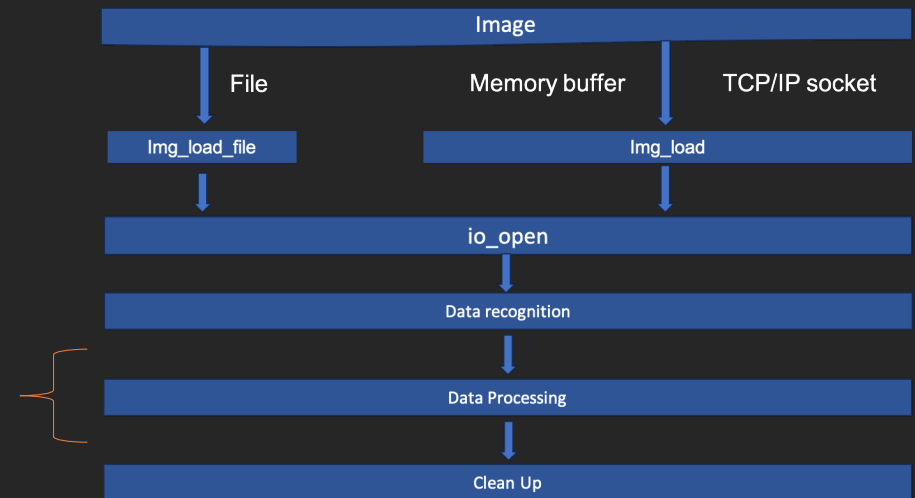 Image
File
Memory buffer
TCP/IP socket
Img_load_file
Img_load
io_open
Data recognition
Data Processing
Clean Up